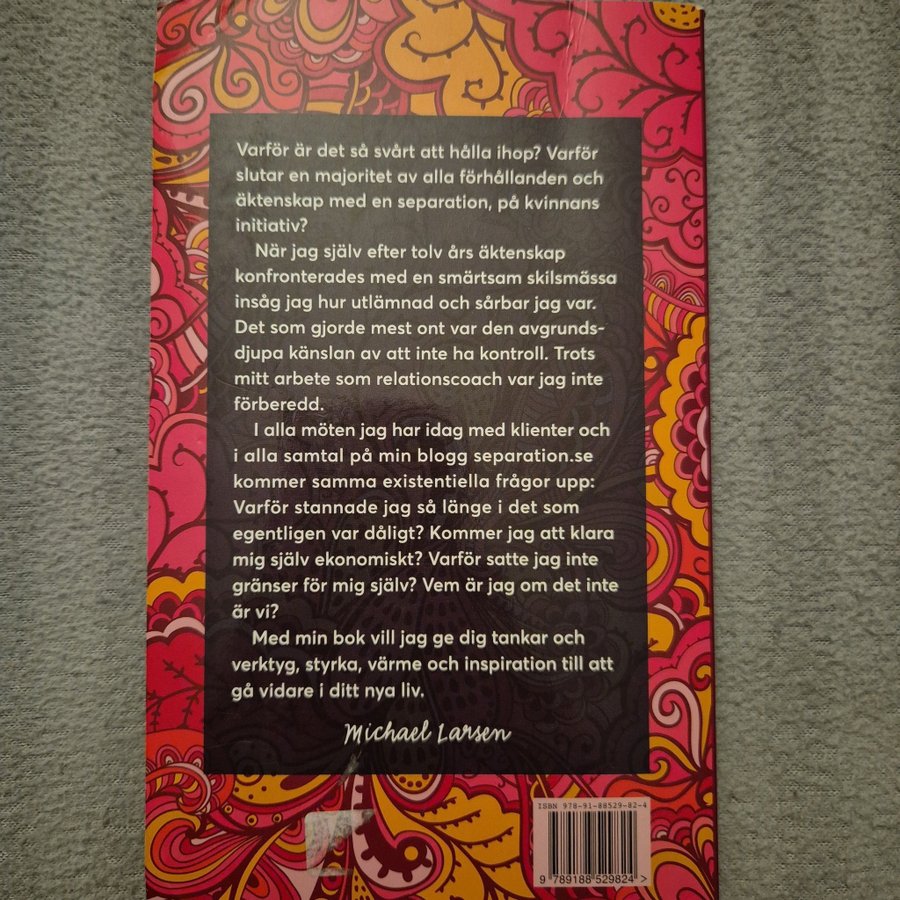 Varför är det så svårt att hålla ihop? Varför
slutar en majoritet av alla förhållanden och
äktenskap med en separation, på kvinnans
initiativ?
När jag själv efter tolv års äktenskap
konfronterades med en smärtsam skilsmässa
insåg jag hur utlämnad och sårbar jag var.
Det som gjorde mest ont var den avgrunds-
djupa känslan av att inte ha kontroll. Trots
mitt arbete som relationscoach var jag inte
förberedd.
I alla möten jag har idag med klienter och
i alla samtal på min blogg separation.se
kommer samma existentiella frågor upp:
Varför stannade jag så länge i det som
egentligen var dåligt? Kommer jag att klara
mig själv ekonomiskt? Varför satte jag inte
gränser för mig själv? Vem är jag om det inte
är vi?
Med min bok vill jag ge dig tankar och
verktyg, styrka, värme och inspiration till att
gå vidare i ditt nya liv.
Michael Larsen
ISBN 978-91-88529-82-4
9 789188 529824 >